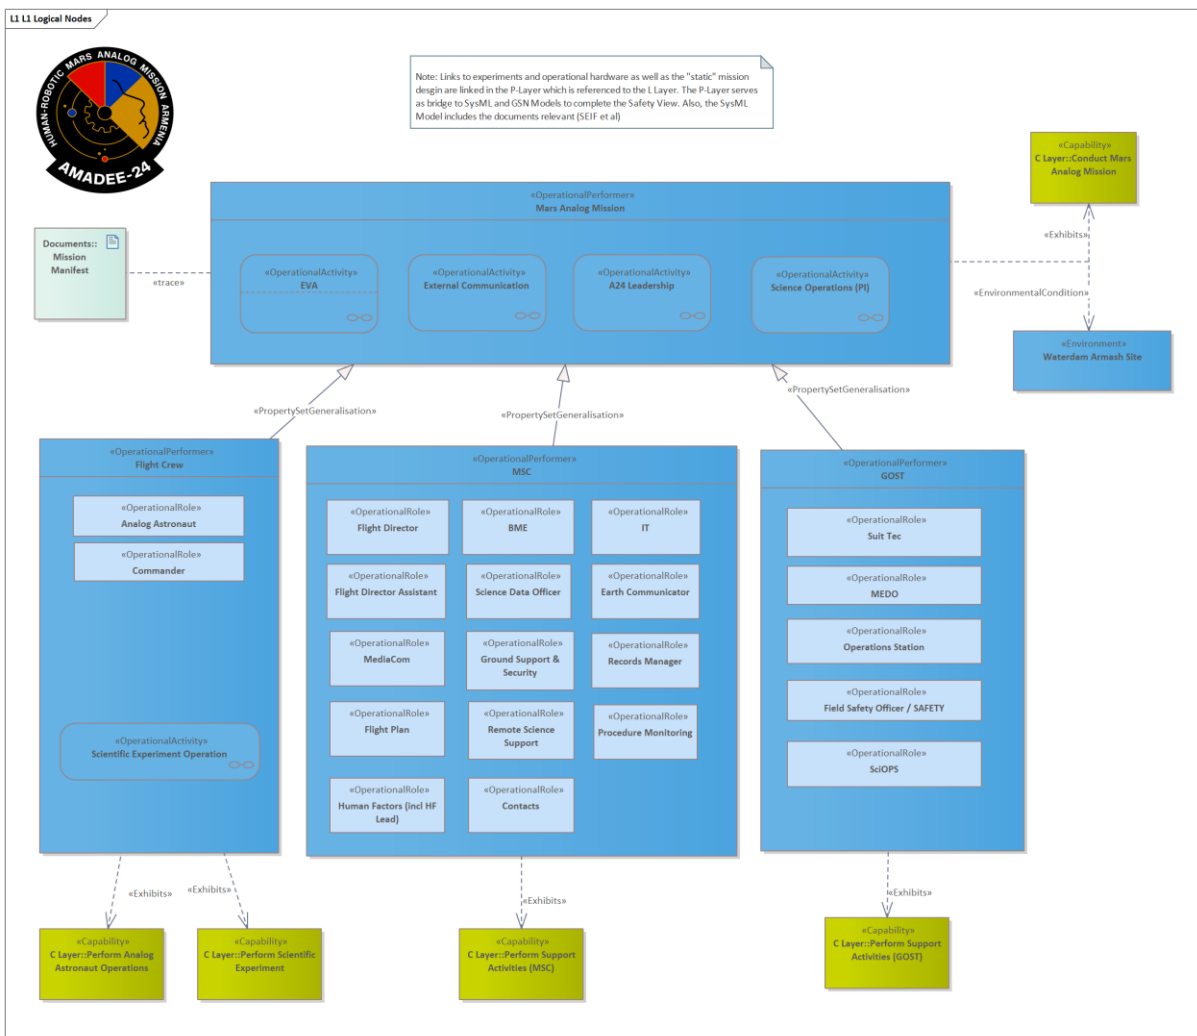 L1 L1 Logical Nodes
HUMAN-ROBOTIC MARS ANALOG MISSION ARMENIA
AMADEE-24
Note: Links to experiments and operational hardware as well as the "static" mission
desgin are linked in the P-Layer which is referenced to the L Layer. The P-Layer serves
as bridge to SysML and GSN Models to complete the Safety View. Also, the SysML
Model includes the documents relevant (SEIF et al)
«Capability»
C Layer::Conduct Mars
Analog Mission
«OperationalPerformer»
Mars Analog Mission
Documents::
Mission
Manifest
«trace»
«OperationalActivity»
EVA
«OperationalActivity»
External Communication
«OperationalActivity»
A24 Leadership
«OperationalActivity»
Science Operations (PI)
«Exhibits»
«EnvironmentalCondition»
«Environment»
Waterdam Armash Site
«PropertySetGeneralisation»
«PropertySetGeneralisation»
«PropertySetGeneralisation»
«OperationalPerformer»
Flight Crew
«OperationalRole»
Analog Astronaut
«OperationalRole»
Commander
«OperationalActivity»
Scientific Experiment Operation
«OperationalPerformer»
MSC
«OperationalRole»
Flight Director
«OperationalRole»
BME
«OperationalRole»
IT
«OperationalRole»
Flight Director Assistant
«OperationalRole»
Science Data Officer
«OperationalRole»
Earth Communicator
«OperationalRole»
MediaCom
«OperationalRole»
Ground Support &
Security
«OperationalRole»
Records Manager
«OperationalRole»
Flight Plan
«OperationalRole»
Remote Science
Support
«OperationalRole»
Procedure Monitoring
«OperationalRole»
Human Factors (incl HF
Lead)
«OperationalRole»
Contacts
«OperationalPerformer»
GOST
«OperationalRole»
Suit Tec
«OperationalRole»
MEDO
«OperationalRole»
Operations Station
«OperationalRole»
Field Safety Officer / SAFETY
«OperationalRole»
SciOPS
«Exhibits»
«Exhibits»
«Exhibits»
«Exhibits»
«Capability»
C Layer::Perform Analog
Astronaut Operations
«Capability»
C Layer::Perform Scientific
Experiment
«Capability»
C Layer::Perform Support
Activities (MSC)
«Capability»
C Layer::Perform Support
Activities (GOST)